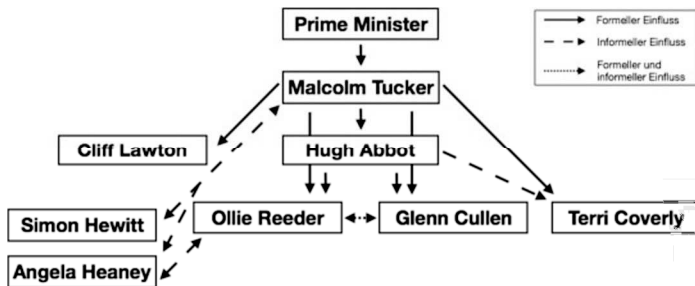 Prime Minister
Formeller Einfluss
Informeller Einfluss
Formeller und
informeller Einfluss
Malcolm Tucker
Cliff Lawton
Hugh Abbot
Simon Hewitt
Ollie Reeder
Glenn Cullen
Terri Coverly
Angela Heaney